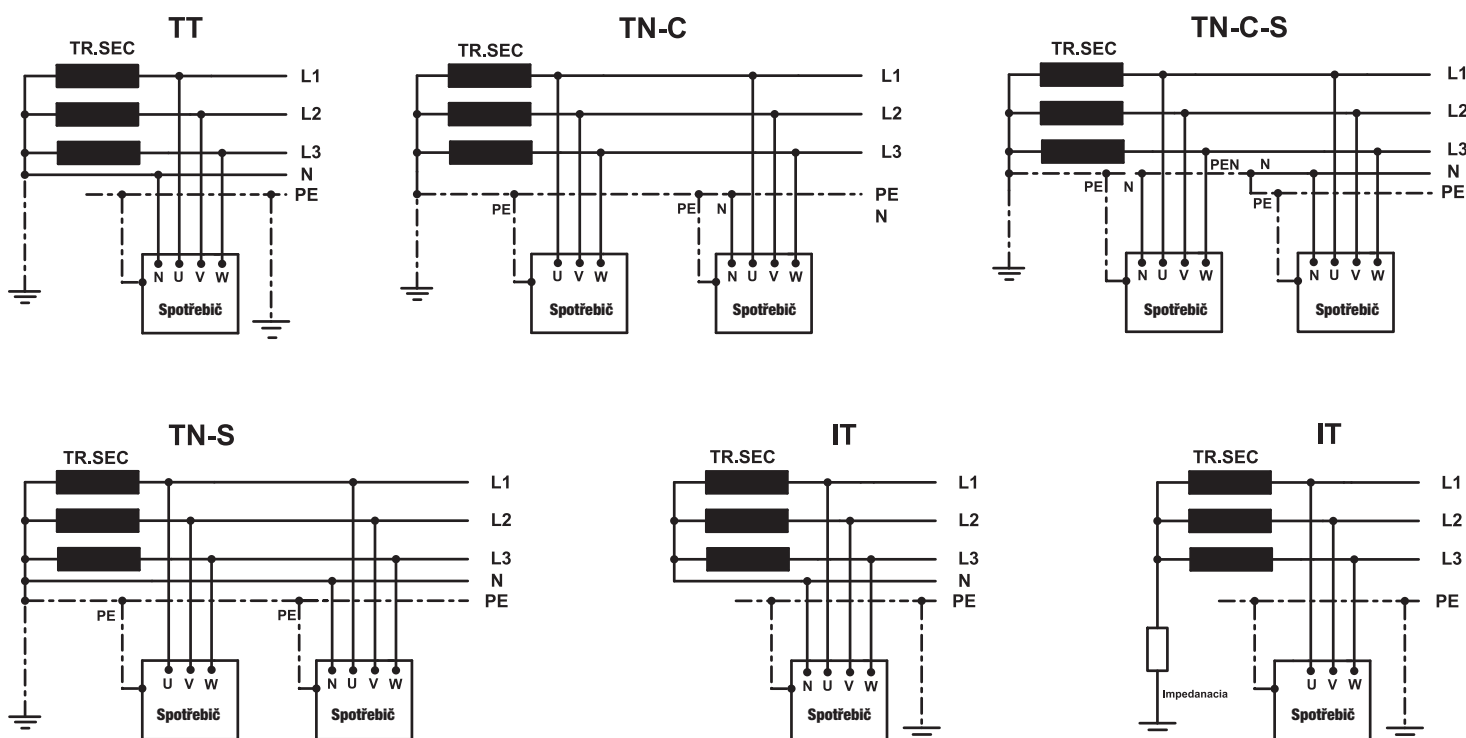 TT
TR.SEC
L1
L2
L3
N
PE
N U V W
Spotřebič
TN-C
TR.SEC
L1
L2
L3
PE
N
PE
PE N
U V W
Spotřebič
N U V W
Spotřebič
TN-C-S
TR.SEC
L1
L2
L3
PEN N
N
PE N
PE
PE
N U V W
Spotřebič
N U V W
Spotřebič
TN-S
TR.SEC
L1
L2
L3
N
PE
PE
PE
U V W
Spotřebič
N U V W
Spotřebič
IT
TR.SEC
L1
L2
L3
N
PE
N U V W
Spotřebič
IT
TR.SEC
L1
L2
L3
PE
Impedanacia
U V W
Spotřebič